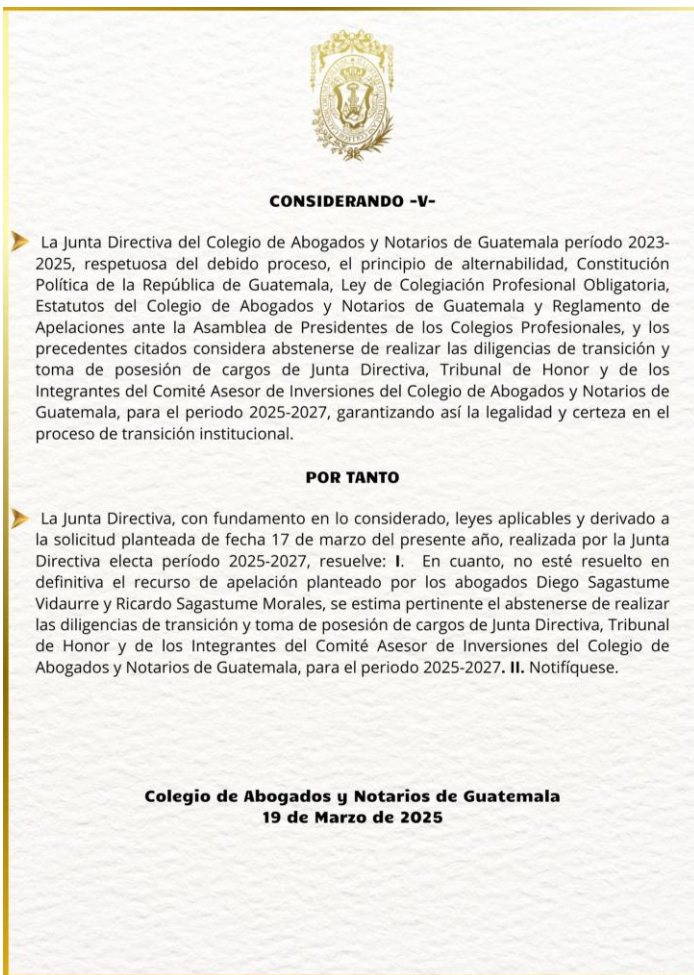 CONSIDERANDO -V-
La Junta Directiva del Colegio de Abogados y Notarios de Guatemala período 2023-
2025, respetuosa del debido proceso, el principio de alternabilidad, Constitución
Política de la República de Guatemala, Ley de Colegiación Profesional Obligatoria,
Estatutos del Colegio de Abogados y Notarios de Guatemala y Reglamento de
Apelaciones ante la Asamblea de Presidentes de los Colegios Profesionales, y los
precedentes citados considera abstenerse de realizar las diligencias de transición y
toma de posesión de cargos de Junta Directiva, Tribunal de Honor y de los
Integrantes del Comité Asesor de Inversiones del Colegio de Abogados y Notarios de
Guatemala, para el periodo 2025-2027, garantizando así la legalidad y certeza en el
proceso de transición institucional.
POR TANTO
La Junta Directiva, con fundamento en lo considerado, leyes aplicables y derivado a
la solicitud planteada de fecha 17 de marzo del presente año, realizada por la Junta
Directiva electa período 2025-2027, resuelve: I. En cuanto, no esté resuelto en
definitiva el recurso de apelación planteado por los abogados Diego Sagastume
Vidaurre y Ricardo Sagastume Morales, se estima pertinente el abstenerse de realizar
las diligencias de transición y toma de posesión de cargos de Junta Directiva, Tribunal
de Honor y de los Integrantes del Comité Asesor de Inversiones del Colegio de
Abogados y Notarios de Guatemala, para el periodo 2025-2027. II. Notifíquese.
Colegio de Abogados y Notarios de Guatemala
19 de Marzo de 2025